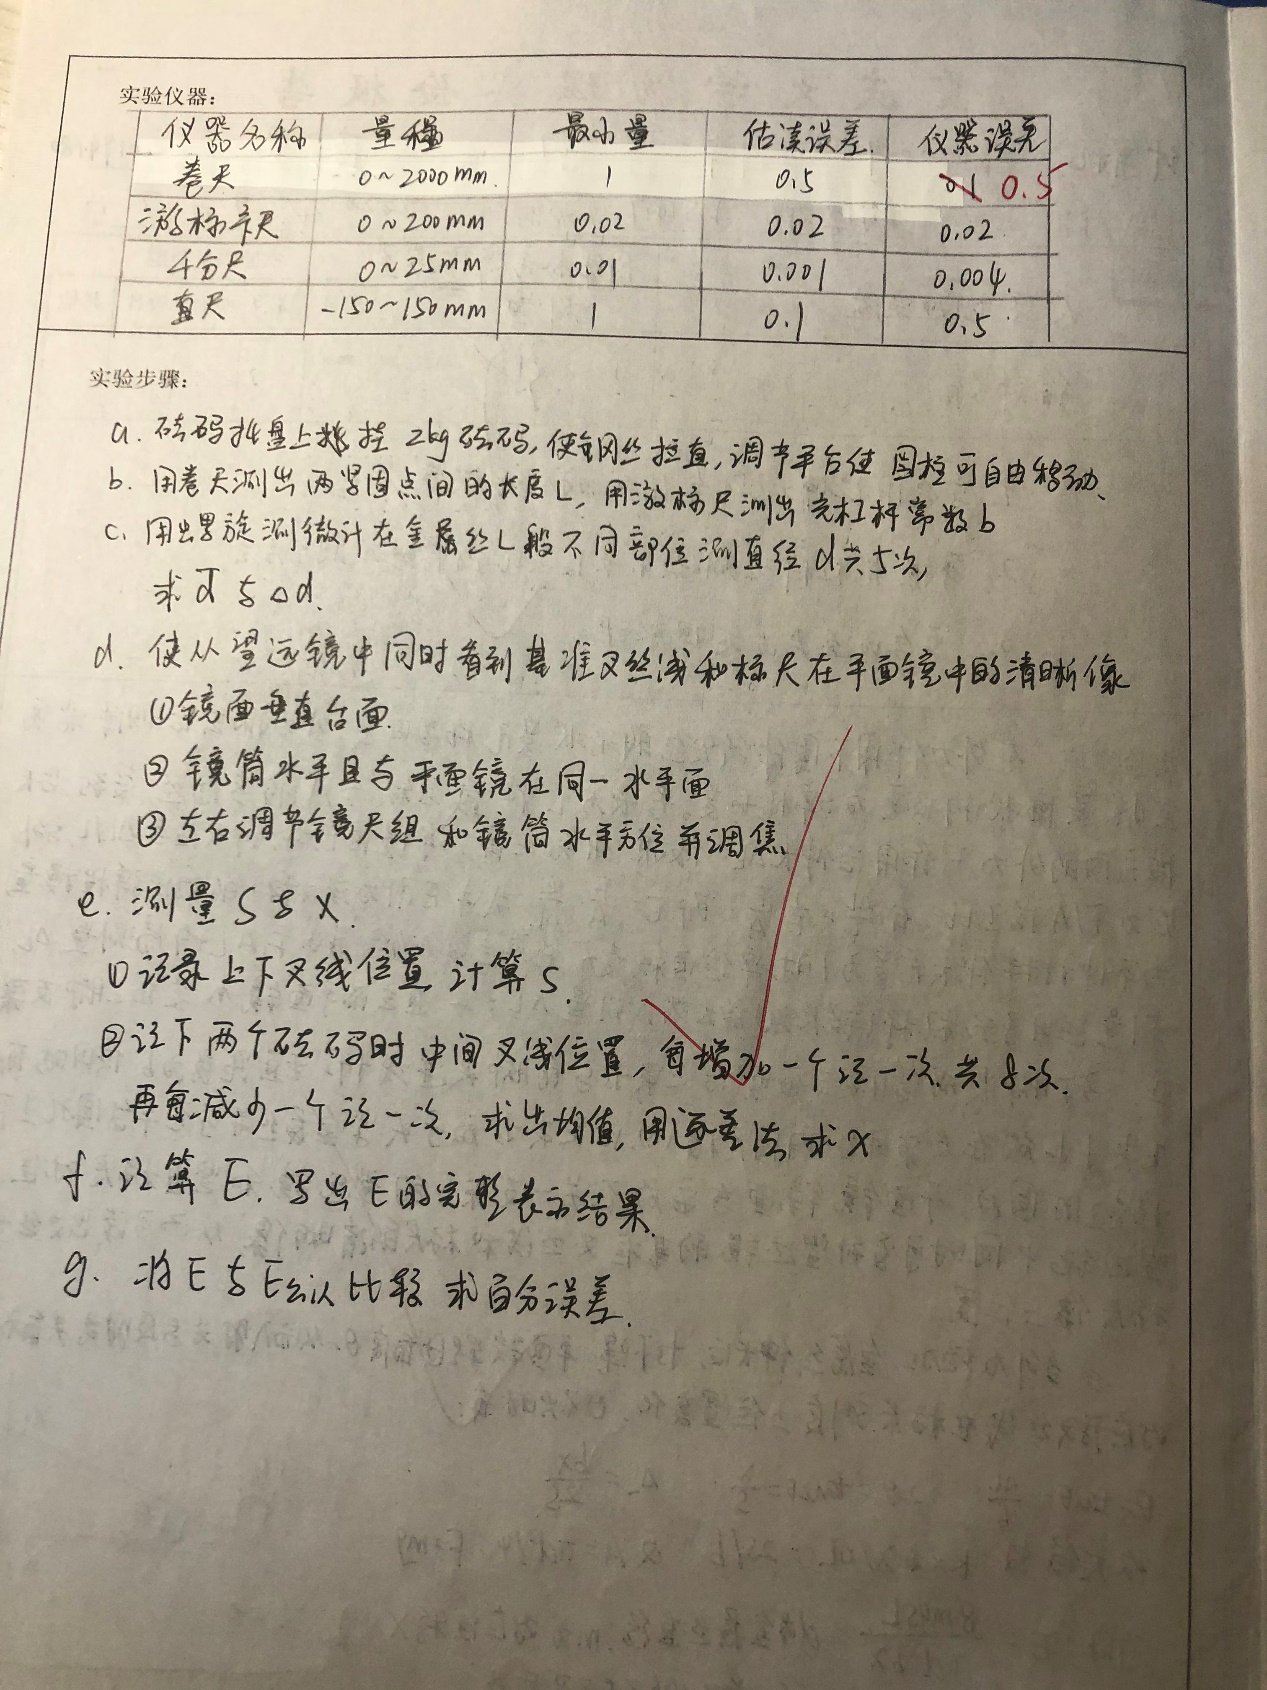 实验仪器：
仪器名称 量程 最小量 估读误差. 仪器误差
卷尺 0~2000mm. 1 0.5 0.1 0.5
游标卡尺 0~200mm 0.02 0.02 0.02
千分尺 0~25mm 0.01 0.001 0.004.
直尺 -150~150mm 1 0.1 0.5
实验步骤：
a. 砝码托盘上挂 2kg砝码, 使钢丝拉直, 调节平台使 圆柱可自由移动、
b. 用卷尺测出两紧固点间的长度L, 用游标尺测出光杠杆常数b
c. 用螺旋测微计在金属丝L般不同部位测直径d共5次,
求d̄与△d.
d. 使从望远镜中同时看到基准叉丝线和标尺在平面镜中的清晰像
①镜面垂直台面.
②镜筒水平且与平面镜在同一水平面
③左右调节镜尺组和镜筒水平方位并调焦
e. 测量S与X.
①记录上下叉线位置, 计算S.
②记下两个砝码时中间叉线位置, 每增加一个记一次. 共8次.
再每减少一个记一次, 求出均值, 用逐差法求X
f. 计算E. 写出E的完整表示结果.
g. 将E与E公认比较求百分误差.